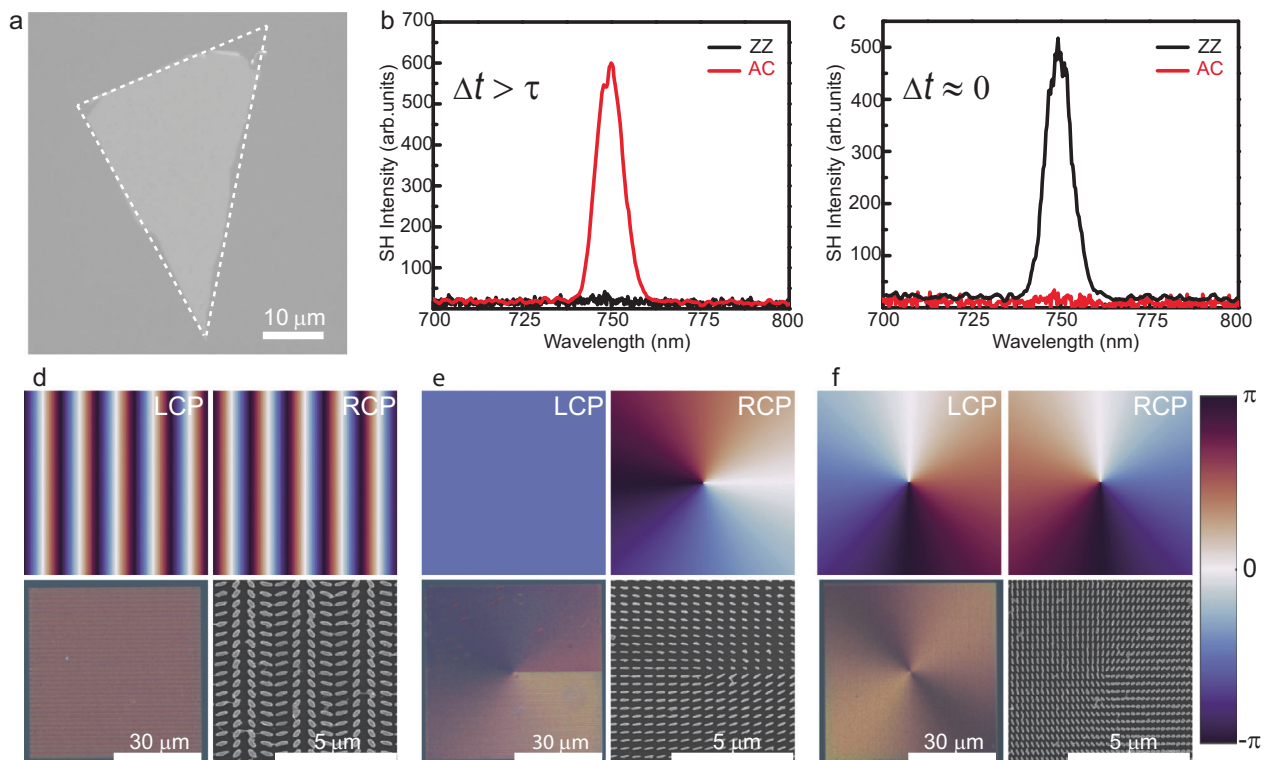 a
10 μm
b
700
600
500
400
300
200
100
SH Intensity (arb.units)
Δt > τ
ZZ
AC
700 725 750 775 800
Wavelength (nm)
c
500
400
300
200
100
SH Intensity (arb.units)
Δt ≈ 0
ZZ
AC
700 725 750 775 800
Wavelength (nm)
d
LCP
RCP
30 μm
5 μm
e
LCP
RCP
30 μm
5 μm
f
LCP
RCP
30 μm
5 μm
π
0
-π